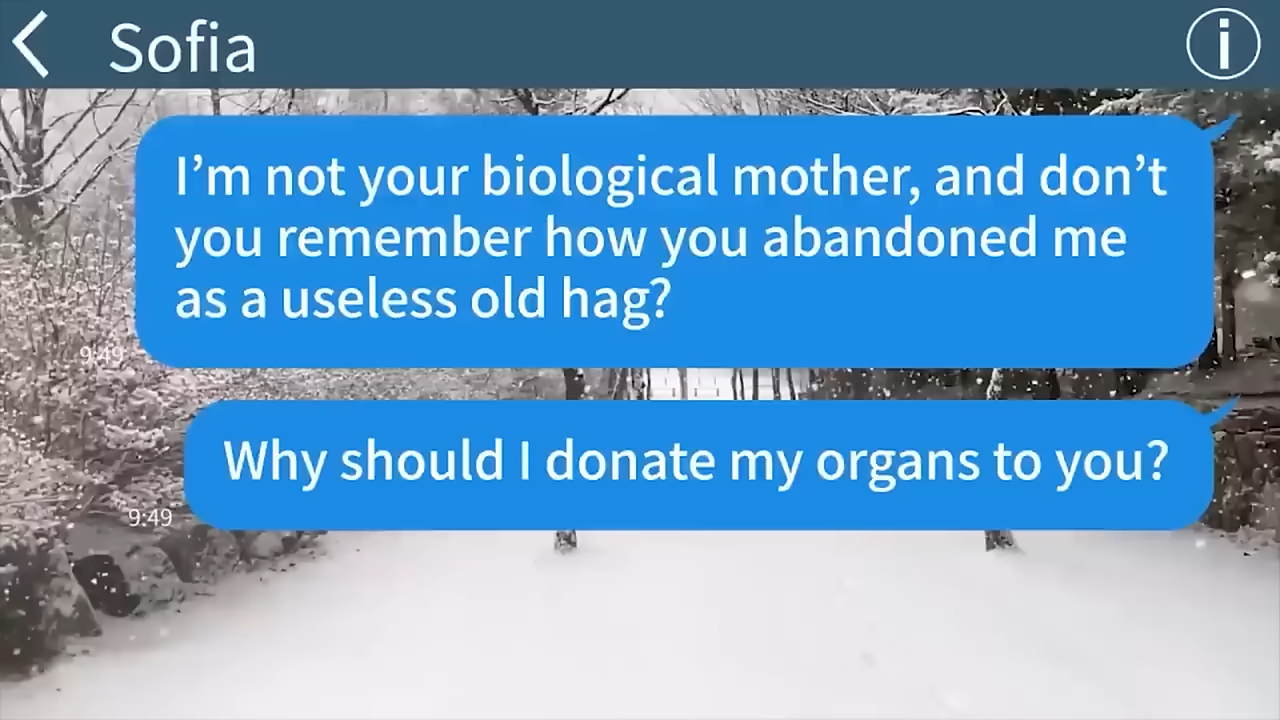 Sofia
I’m not your biological mother, and don’t
you remember how you abandoned me
as a useless old hag?
9:49
Why should I donate my organs to you?
9:49